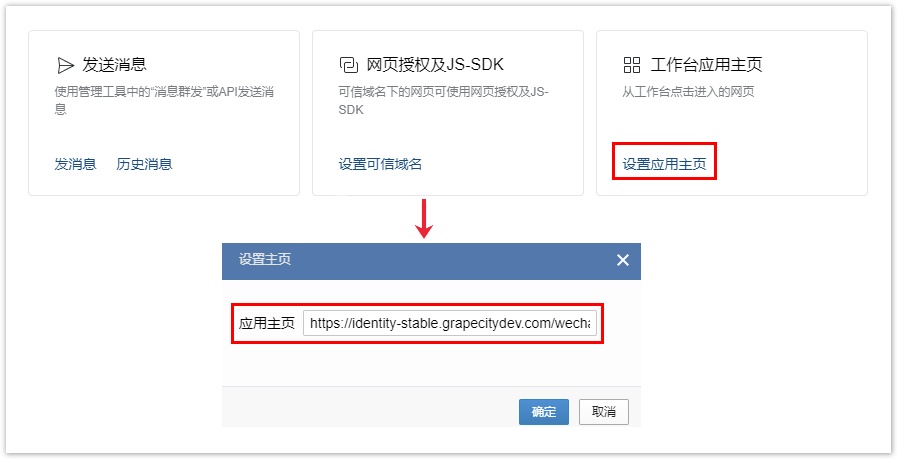 发送消息
使用管理工具中的“消息群发”或API发送消
息
发消息 历史消息
网页授权及JS-SDK
可信域名下的网页可使用网页授权及JS-
SDK
设置可信域名
工作台应用主页
从工作台点击进入的网页
设置应用主页
设置主页
应用主页 https://identity-stable.grapecitydev.com/wecha
确定 取消